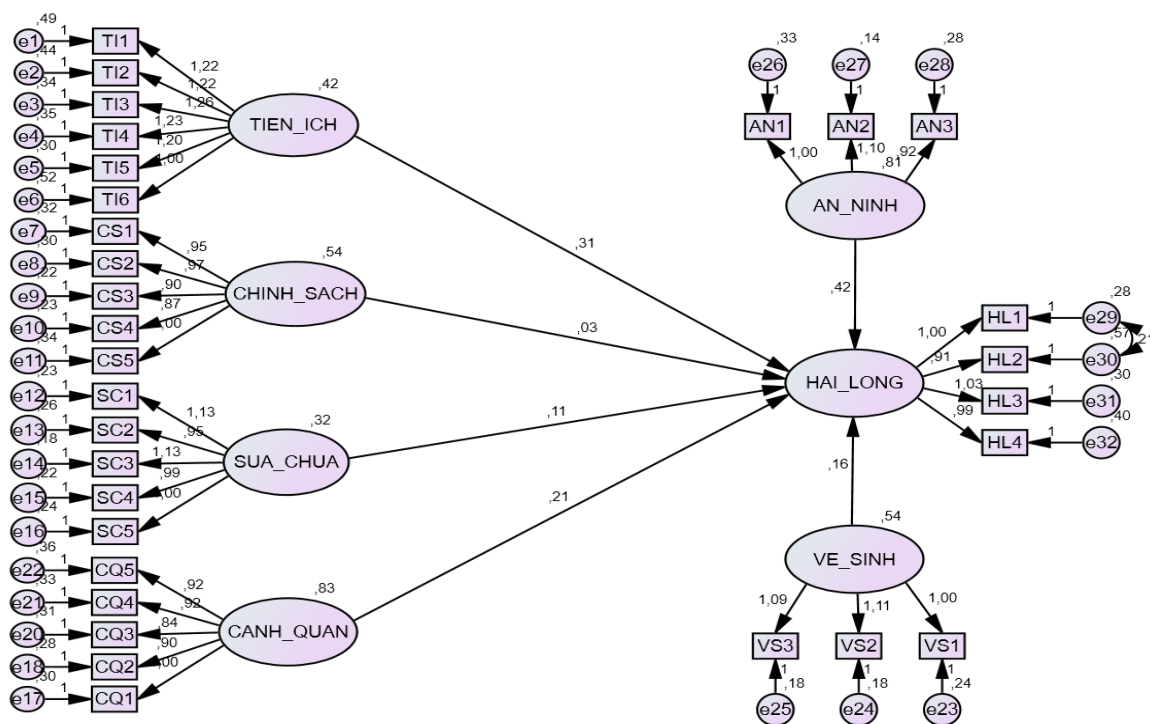 ,49
e1 1 TI1
,44
e2 1 TI2
,34
e3 1 TI3
,35
e4 1 TI4
,30
e5 1 TI5
,52
e6 1 TI6
1,22
1,22
1,26
1,23
1,20
1,00
,42
TIEN_ICH
,32
e7 1 CS1
,30
e8 1 CS2
,22
e9 1 CS3
,23
e10 1 CS4
,34
e11 1 CS5
,95
,97
,90
,87
,00
,54
CHINH_SACH
,23
e12 1 SC1
,26
e13 1 SC2
,18
e14 1 SC3
,22
e15 1 SC4
,24
e16 1 SC5
1,13
,95
1,13
,99
,00
,32
SUA_CHUA
,36
e22 1 CQ5
,33
e21 1 CQ4
,31
e20 1 CQ3
,28
e18 1 CQ2
,30
e17 1 CQ1
,92
,92
,84
,90
,00
,83
CANH_QUAN
,31
,03
,11
,21
,33 ,14 ,28
e26 e27 e28
1 1 1
AN1 AN2 AN3
1,00 1,10 ,92
,81
AN_NINH
,42
HAI_LONG
1,00
,91
1,03
,99
,28
HL1 1 e29
,57
HL2 1 e30
,21
,30
HL3 1 e31
,40
HL4 1 e32
,16
,54
VE_SINH
1,09 1,11 1,00
VS3 VS2 VS1
1 1 1
,18 ,18 ,24
e25 e24 e23